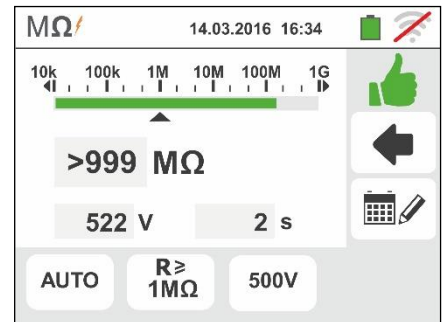 MΩ 14.03.2016 16:34
10k 100k 1M 10M 100M 1G
>999 MΩ
522 V 2 s
AUTO R≥ 1MΩ 500V